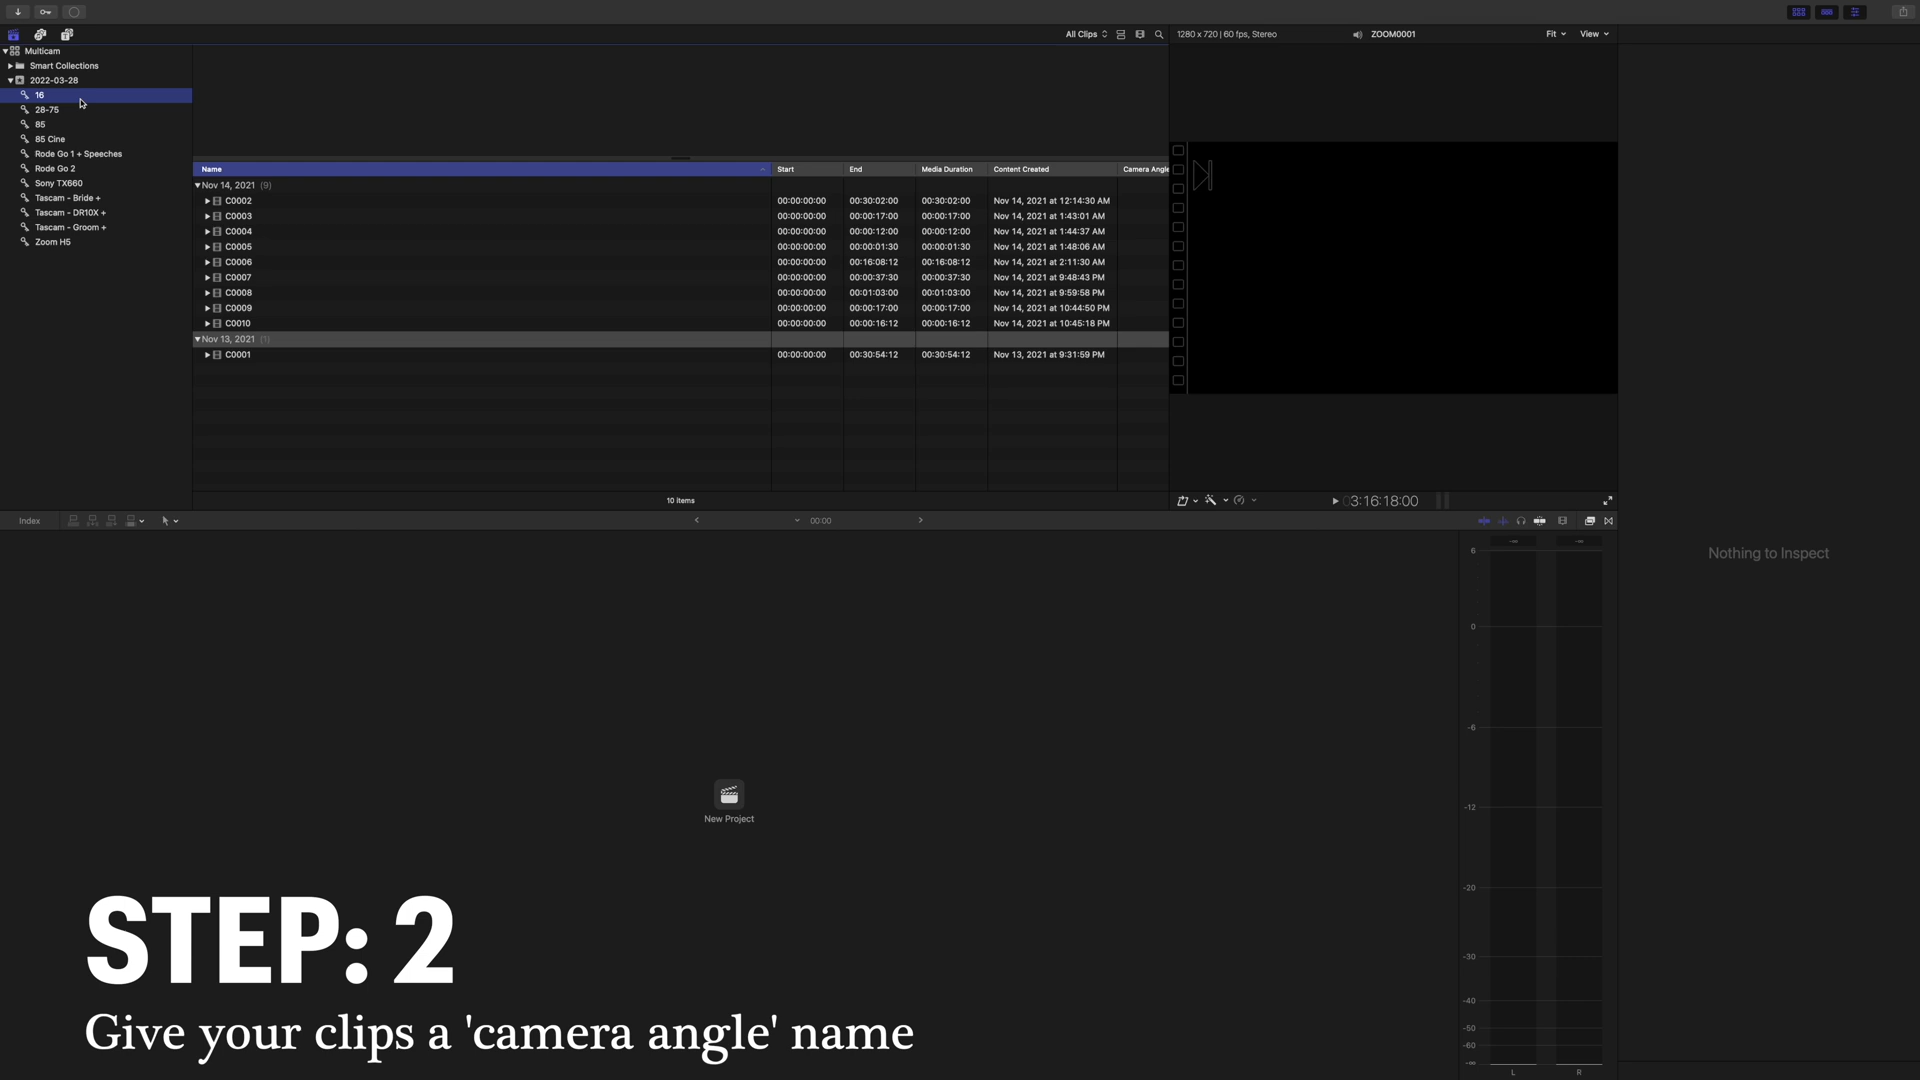 All Clips
1280 x 720 | 60 fps, Stereo
ZOOM0001
Fit
View
Multicam
Smart Collections
2022-03-28
16
28-75
85
85 Cine
Rode Go 1 + Speeches
Rode Go 2
Sony TX660
Tascam - Bride +
Tascam - DR10X +
Tascam - Groom +
Zoom H5
Name Start End Media Duration Content Created Camera Angle
Nov 14, 2021 (9)
C0002 00:00:00:00 00:30:02:00 00:30:02:00 Nov 14, 2021 at 12:14:30 AM
C0003 00:00:00:00 00:00:17:00 00:00:17:00 Nov 14, 2021 at 1:43:01 AM
C0004 00:00:00:00 00:00:12:00 00:00:12:00 Nov 14, 2021 at 1:44:37 AM
C0005 00:00:00:00 00:00:01:30 00:00:01:30 Nov 14, 2021 at 1:48:06 AM
C0006 00:00:00:00 00:16:08:12 00:16:08:12 Nov 14, 2021 at 2:11:30 AM
C0007 00:00:00:00 00:00:37:30 00:00:37:30 Nov 14, 2021 at 9:48:43 PM
C0008 00:00:00:00 00:01:03:00 00:01:03:00 Nov 14, 2021 at 9:59:58 PM
C0009 00:00:00:00 00:00:17:00 00:00:17:00 Nov 14, 2021 at 10:44:50 PM
C0010 00:00:00:00 00:00:16:12 00:00:16:12 Nov 14, 2021 at 10:45:18 PM
Nov 13, 2021 (1)
C0001 00:00:00:00 00:30:54:12 00:30:54:12 Nov 13, 2021 at 9:31:59 PM
10 items
03:16:18:00
Index
00:00
-∞ -∞
6
0
-6
-12
-20
-30
-40
-50
-60
-∞
L R
Nothing to Inspect
New Project
STEP: 2
Give your clips a 'camera angle' name